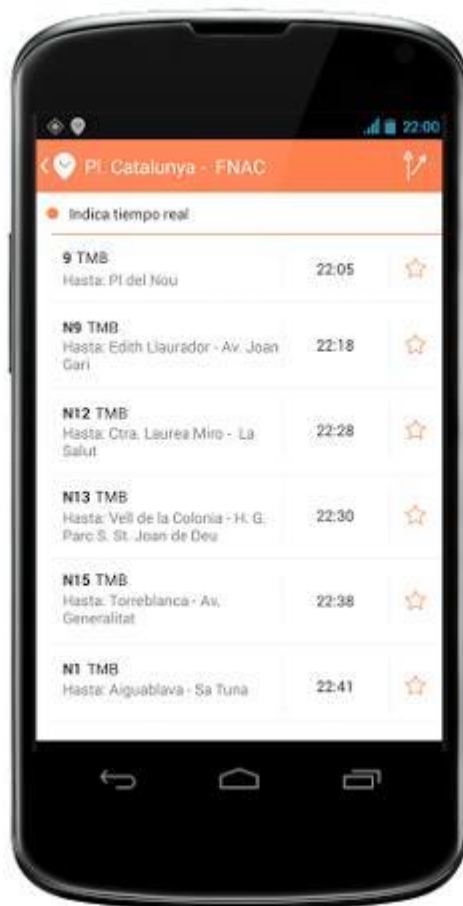 22:00
Pl. Catalunya - FNAC
Indica tiempo real
9 TMB
Hasta: Pl del Nou
22:05
N9 TMB
Hasta: Edith Llaurador - Av. Joan
Gari
22:18
N12 TMB
Hasta: Ctra. Laurea Miro - La
Salut
22:28
N13 TMB
Hasta: Vell de la Colonia - H. G.
Parc S. St. Joan de Deu
22:30
N15 TMB
Hasta: Torreblanca - Av.
Generalitat
22:38
N1 TMB
Hasta: Aiguablava - Sa Tuna
22:41